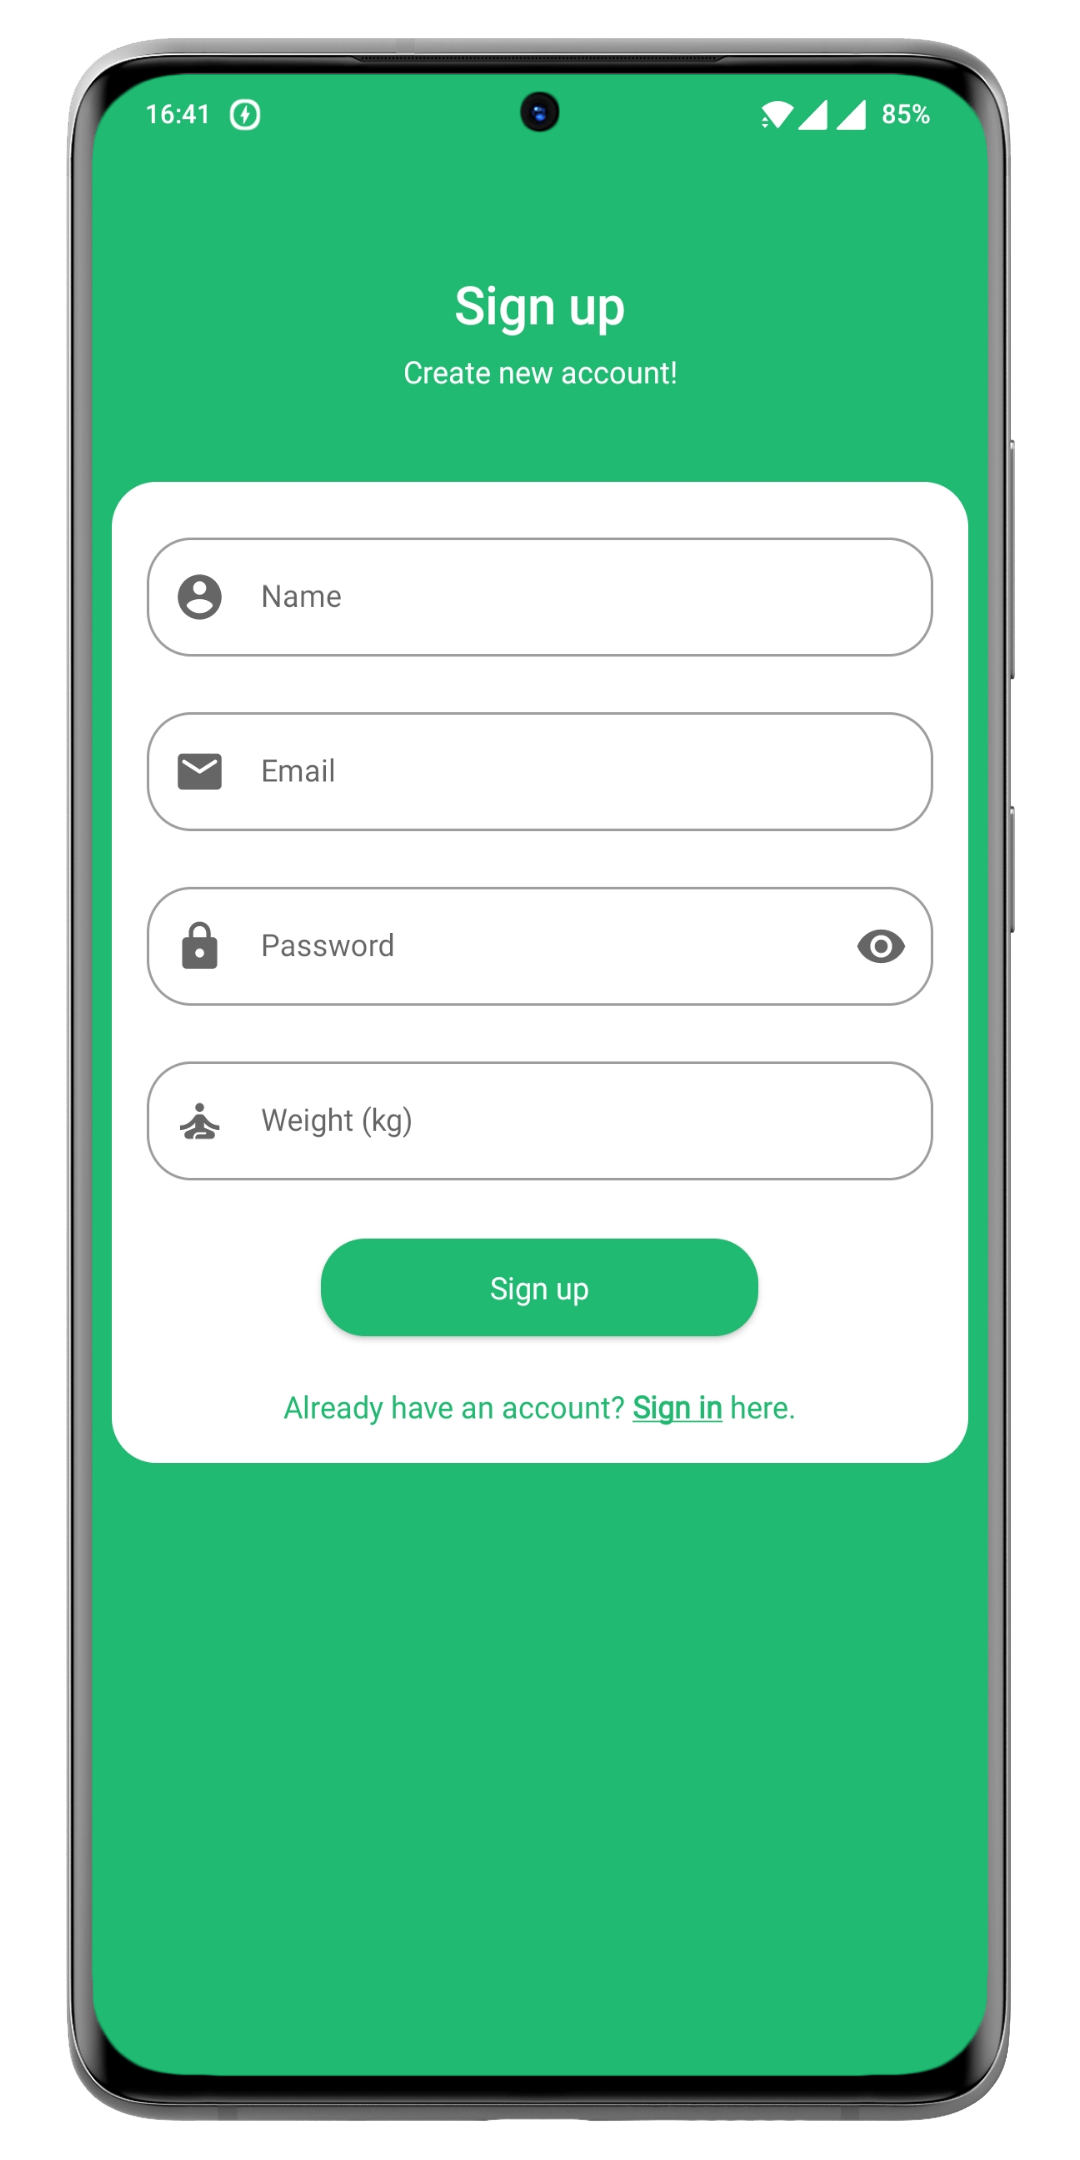 16:41 85%
Sign up
Create new account!
Name
Email
Password
Weight (kg)
Sign up
Already have an account? Sign in here.